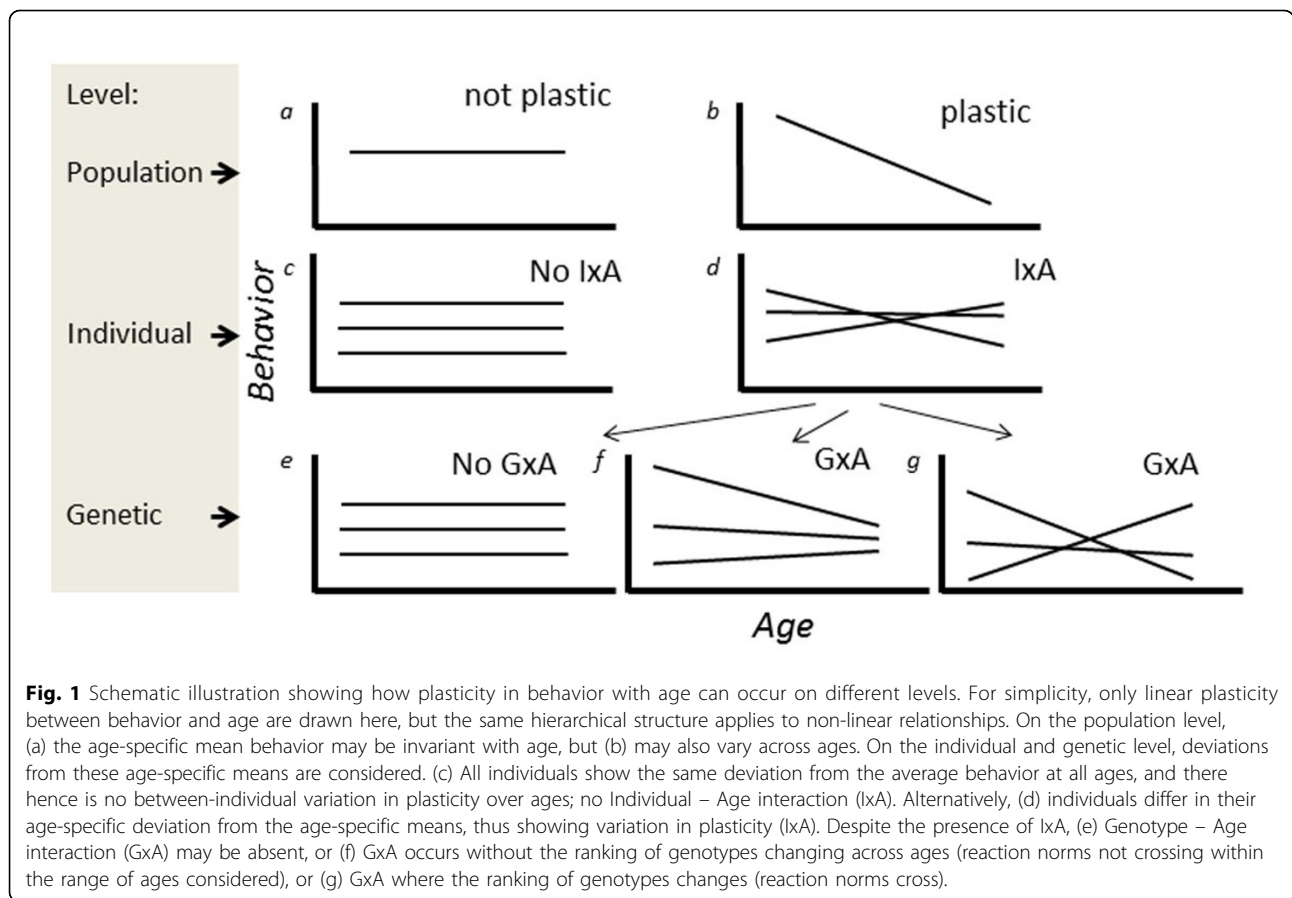 Level:
Population
Individual
Genetic
a
not plastic
b
plastic
Behavior
c
No IxA
d
IxA
e
No GxA
f
GxA
g
GxA
Age
Fig. 1 Schematic illustration showing how plasticity in behavior with age can occur on different levels. For simplicity, only linear plasticity
between behavior and age are drawn here, but the same hierarchical structure applies to non-linear relationships. On the population level,
(a) the age-specific mean behavior may be invariant with age, but (b) may also vary across ages. On the individual and genetic level, deviations
from these age-specific means are considered. (c) All individuals show the same deviation from the average behavior at all ages, and there
hence is no between-individual variation in plasticity over ages; no Individual – Age interaction (IxA). Alternatively, (d) individuals differ in their
age-specific deviation from the age-specific means, thus showing variation in plasticity (IxA). Despite the presence of IxA, (e) Genotype – Age
interaction (GxA) may be absent, or (f) GxA occurs without the ranking of genotypes changing across ages (reaction norms not crossing within
the range of ages considered), or (g) GxA where the ranking of genotypes changes (reaction norms cross).